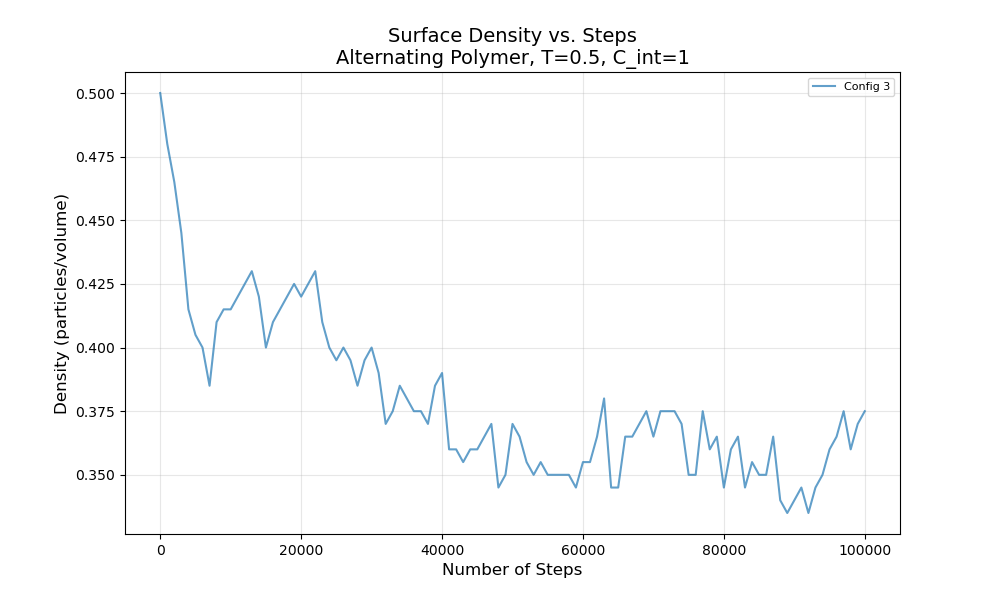 Surface Density vs. Steps
Alternating Polymer, T=0.5, C_int=1
Config 3
Density (particles/volume)
0.500
0.475
0.450
0.425
0.400
0.375
0.350
0 20000 40000 60000 80000 100000
Number of Steps